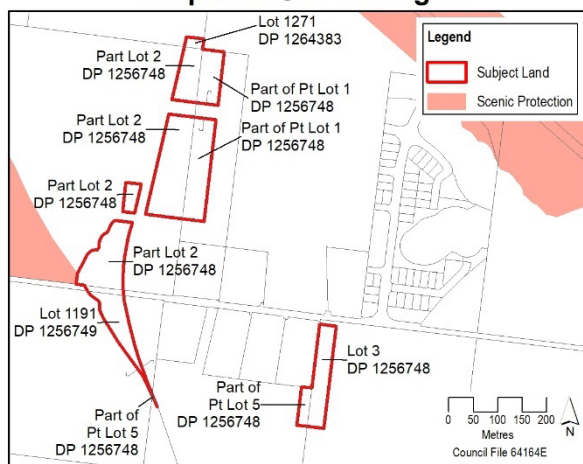 Lot 1271
DP 1264383
Part Lot 2
DP 1256748
Part of Pt Lot 1
DP 1256748
Part Lot 2
DP 1256748
Part of Pt Lot 1
DP 1256748
Part Lot 2
DP 1256748
Part Lot 2
DP 1256748
Lot 1191
DP 1256749
Part of
Pt Lot 5
DP 1256748
Lot 3
DP 1256748
Part of
Pt Lot 5
DP 1256748
Legend
Subject Land
Scenic Protection
0 50 100 150 200
Metres
N
Council File 64164E